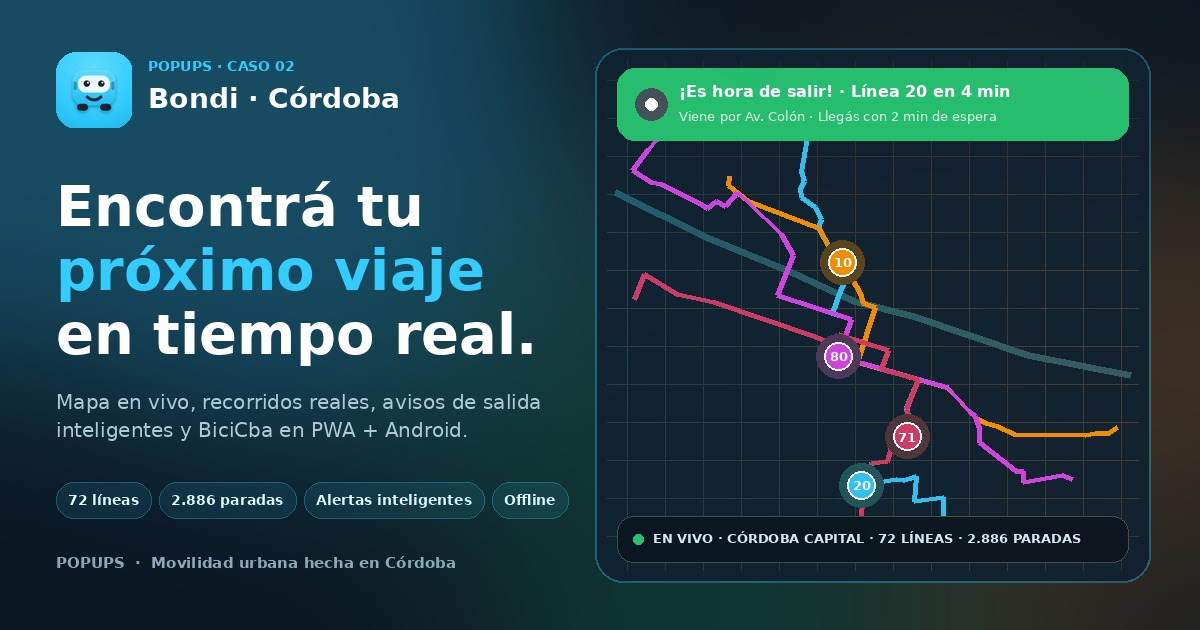 POPUPS · CASO 02
Bondi · Córdoba
Encontrá tu
próximo viaje
en tiempo real.
Mapa en vivo, recorridos reales, avisos de salida
inteligentes y BiciCba en PWA + Android.
72 líneas
2.886 paradas
Alertas inteligentes
Offline
POPUPS · Movilidad urbana hecha en Córdoba
¡Es hora de salir! · Línea 20 en 4 min
Viene por Av. Colón · Llegás con 2 min de espera
10
80
71
20
EN VIVO · CÓRDOBA CAPITAL · 72 LÍNEAS · 2.886 PARADAS